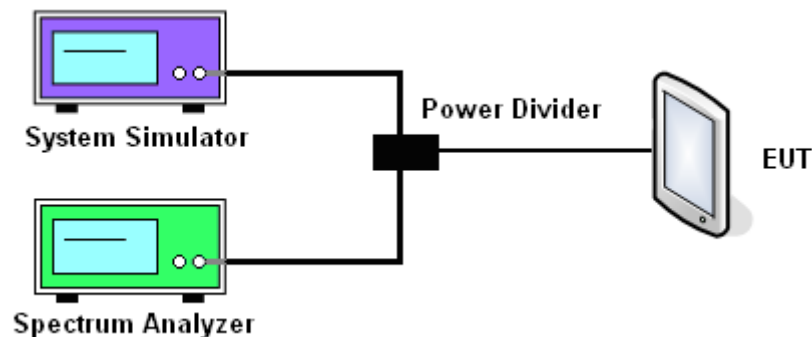 System Simulator
Power Divider
EUT
Spectrum Analyzer